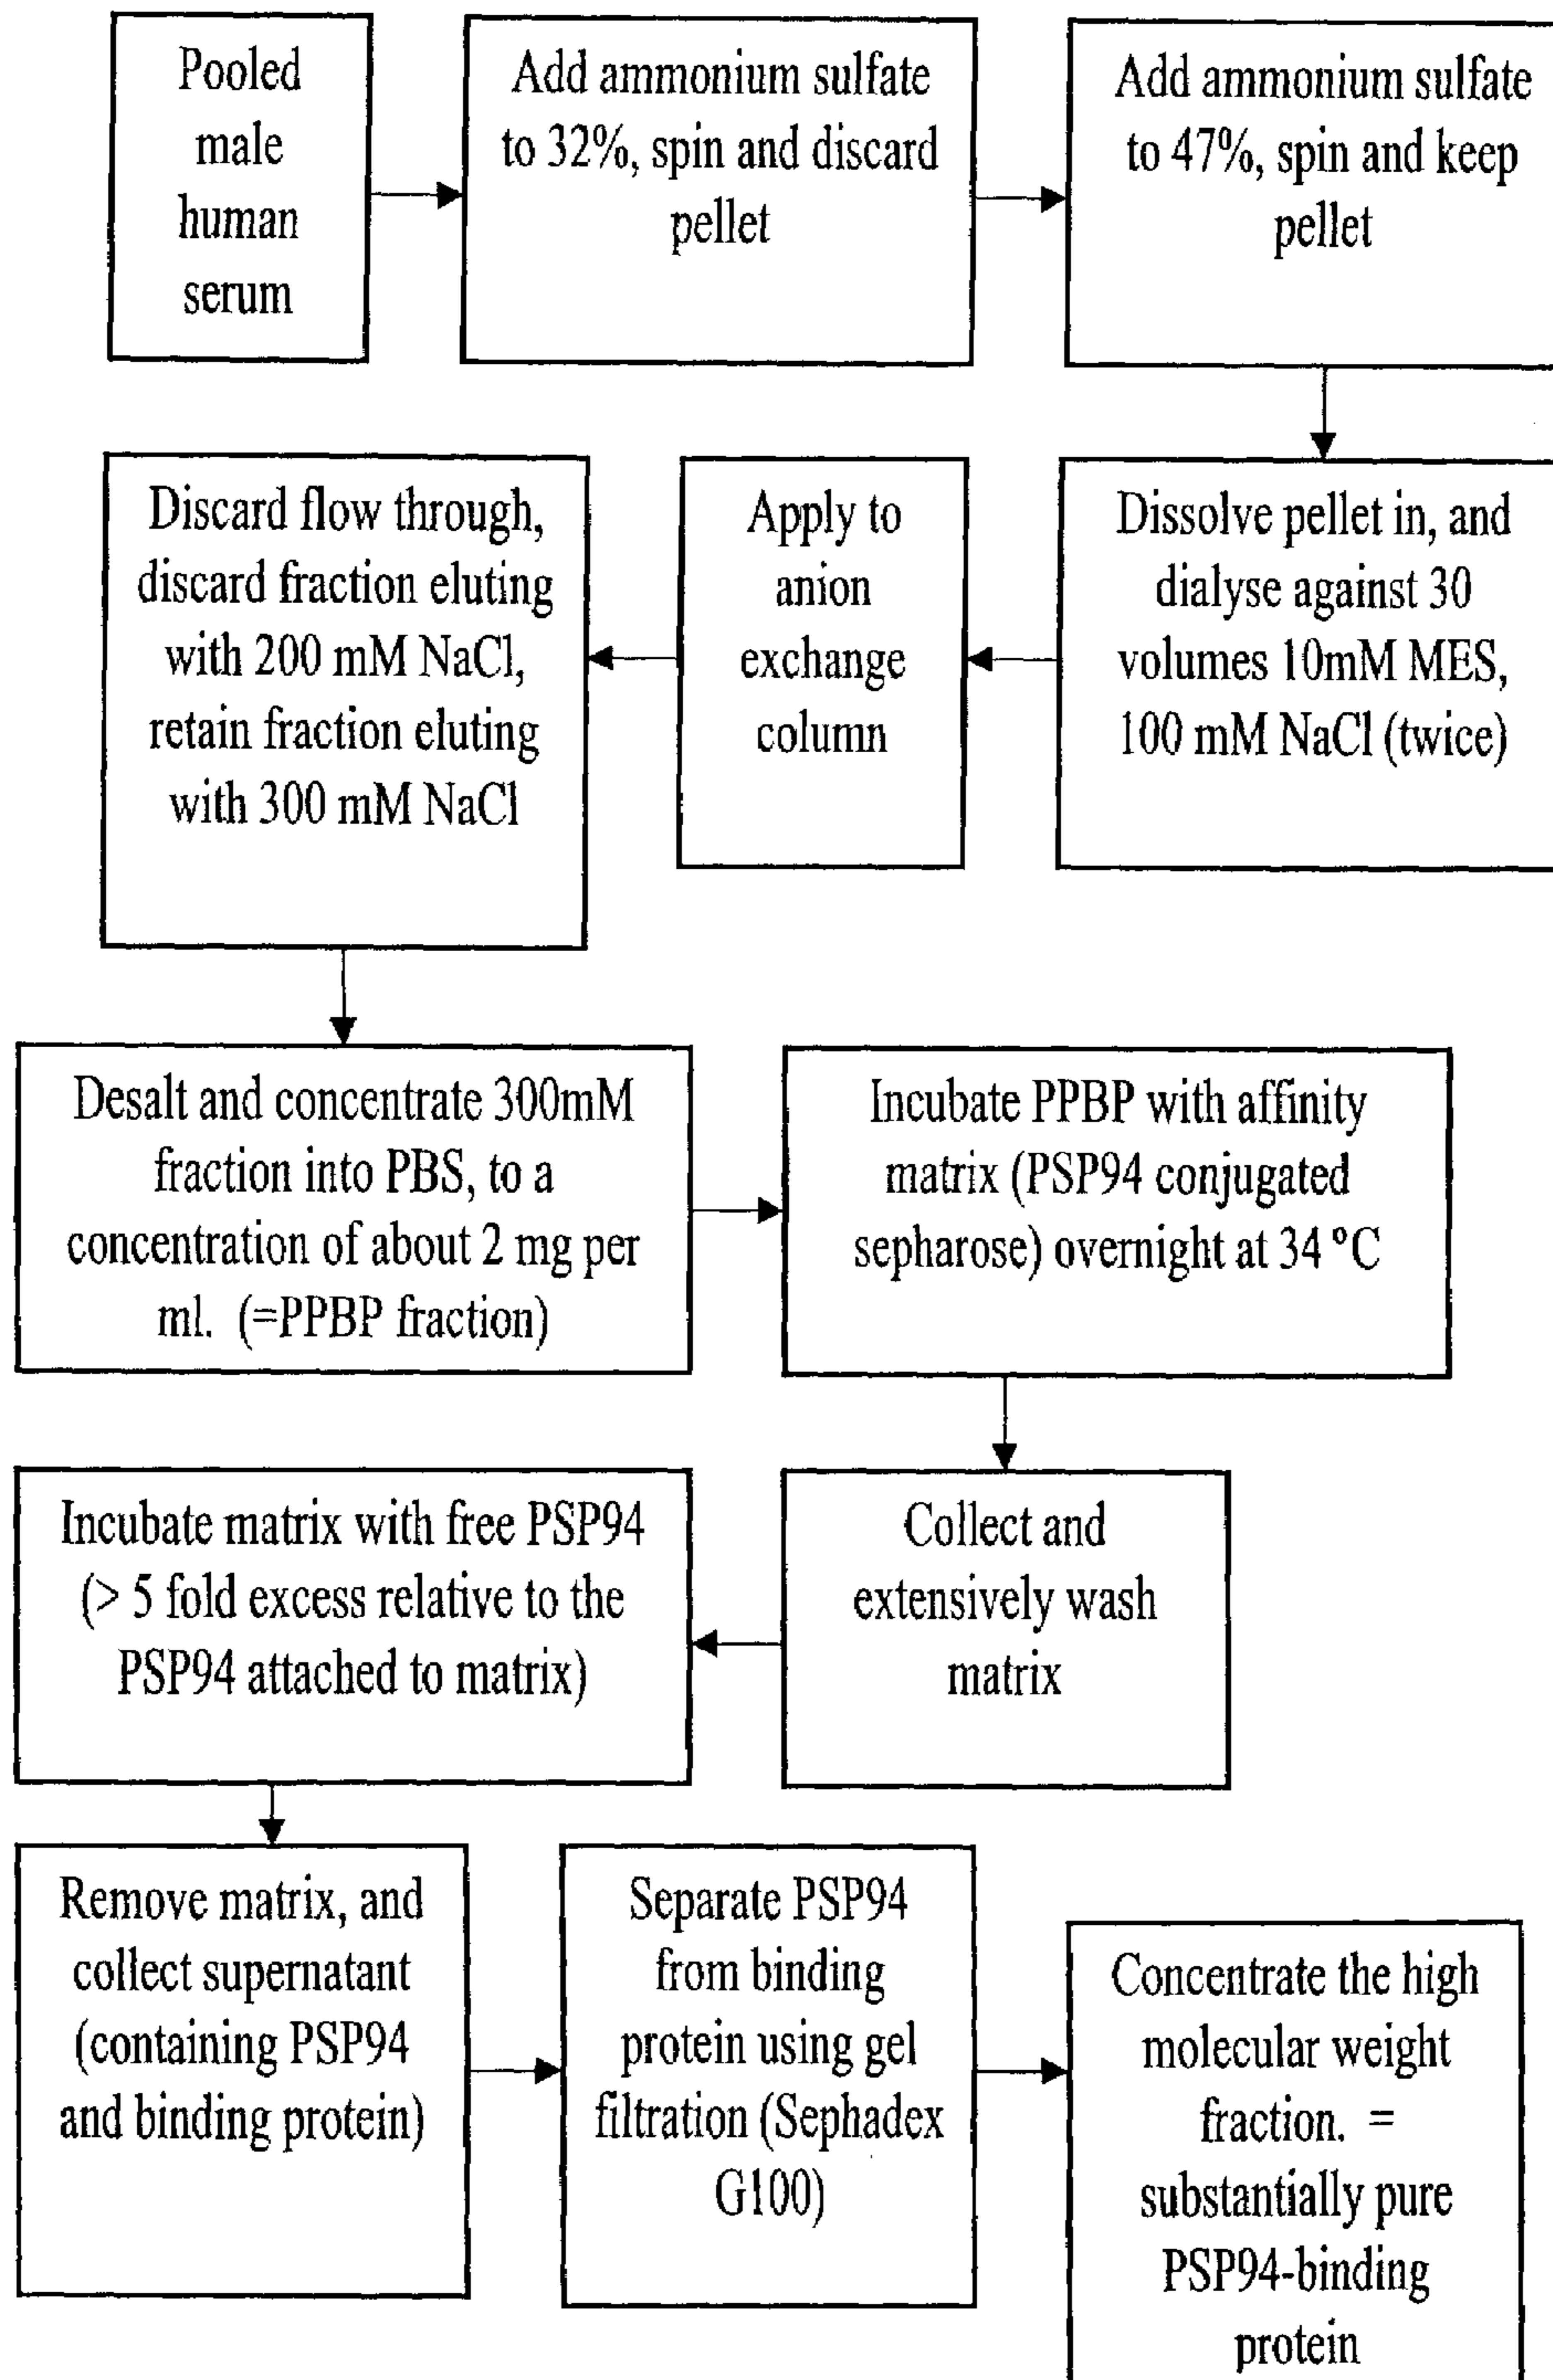 Pooled
male
human
serum
Add ammonium sulfate
to 32%, spin and discard
pellet
Add ammonium sulfate
to 47%, spin and keep
pellet
Dissolve pellet in, and
dialyse against 30
volumes 10mM MES,
100 mM NaCl (twice)
Apply to
anion
exchange
column
Discard flow through,
discard fraction eluting
with 200 mM NaCl,
retain fraction eluting
with 300 mM NaCl
Desalt and concentrate 300mM
fraction into PBS, to a
concentration of about 2 mg per
ml. (=PPBP fraction)
Incubate PPBP with affinity
matrix (PSP94 conjugated
sepharose) overnight at 34 °C
Collect and
extensively wash
matrix
Incubate matrix with free PSP94
(> 5 fold excess relative to the
PSP94 attached to matrix)
Remove matrix, and
collect supernatant
(containing PSP94
and binding protein)
Separate PSP94
from binding
protein using gel
filtration (Sephadex
G100)
Concentrate the high
molecular weight
fraction. =
substantially pure
PSP94-binding
protein